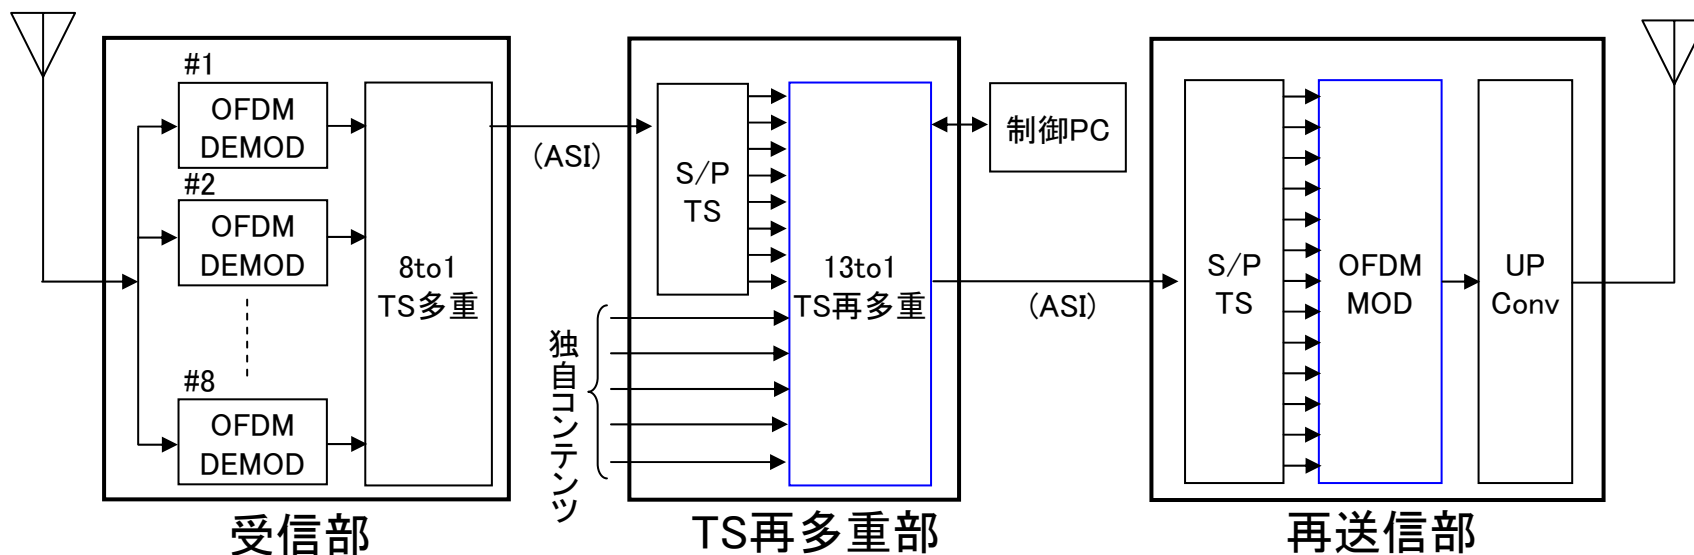 #1
OFDM
DEMOD
#2
OFDM
DEMOD
#8
OFDM
DEMOD
8to1
TS多重
受信部
(ASI)
独自コンテンツ
S/P
TS
13to1
TS再多重
TS再多重部
制御PC
(ASI)
S/P
TS
OFDM
MOD
UP
Conv
再送信部